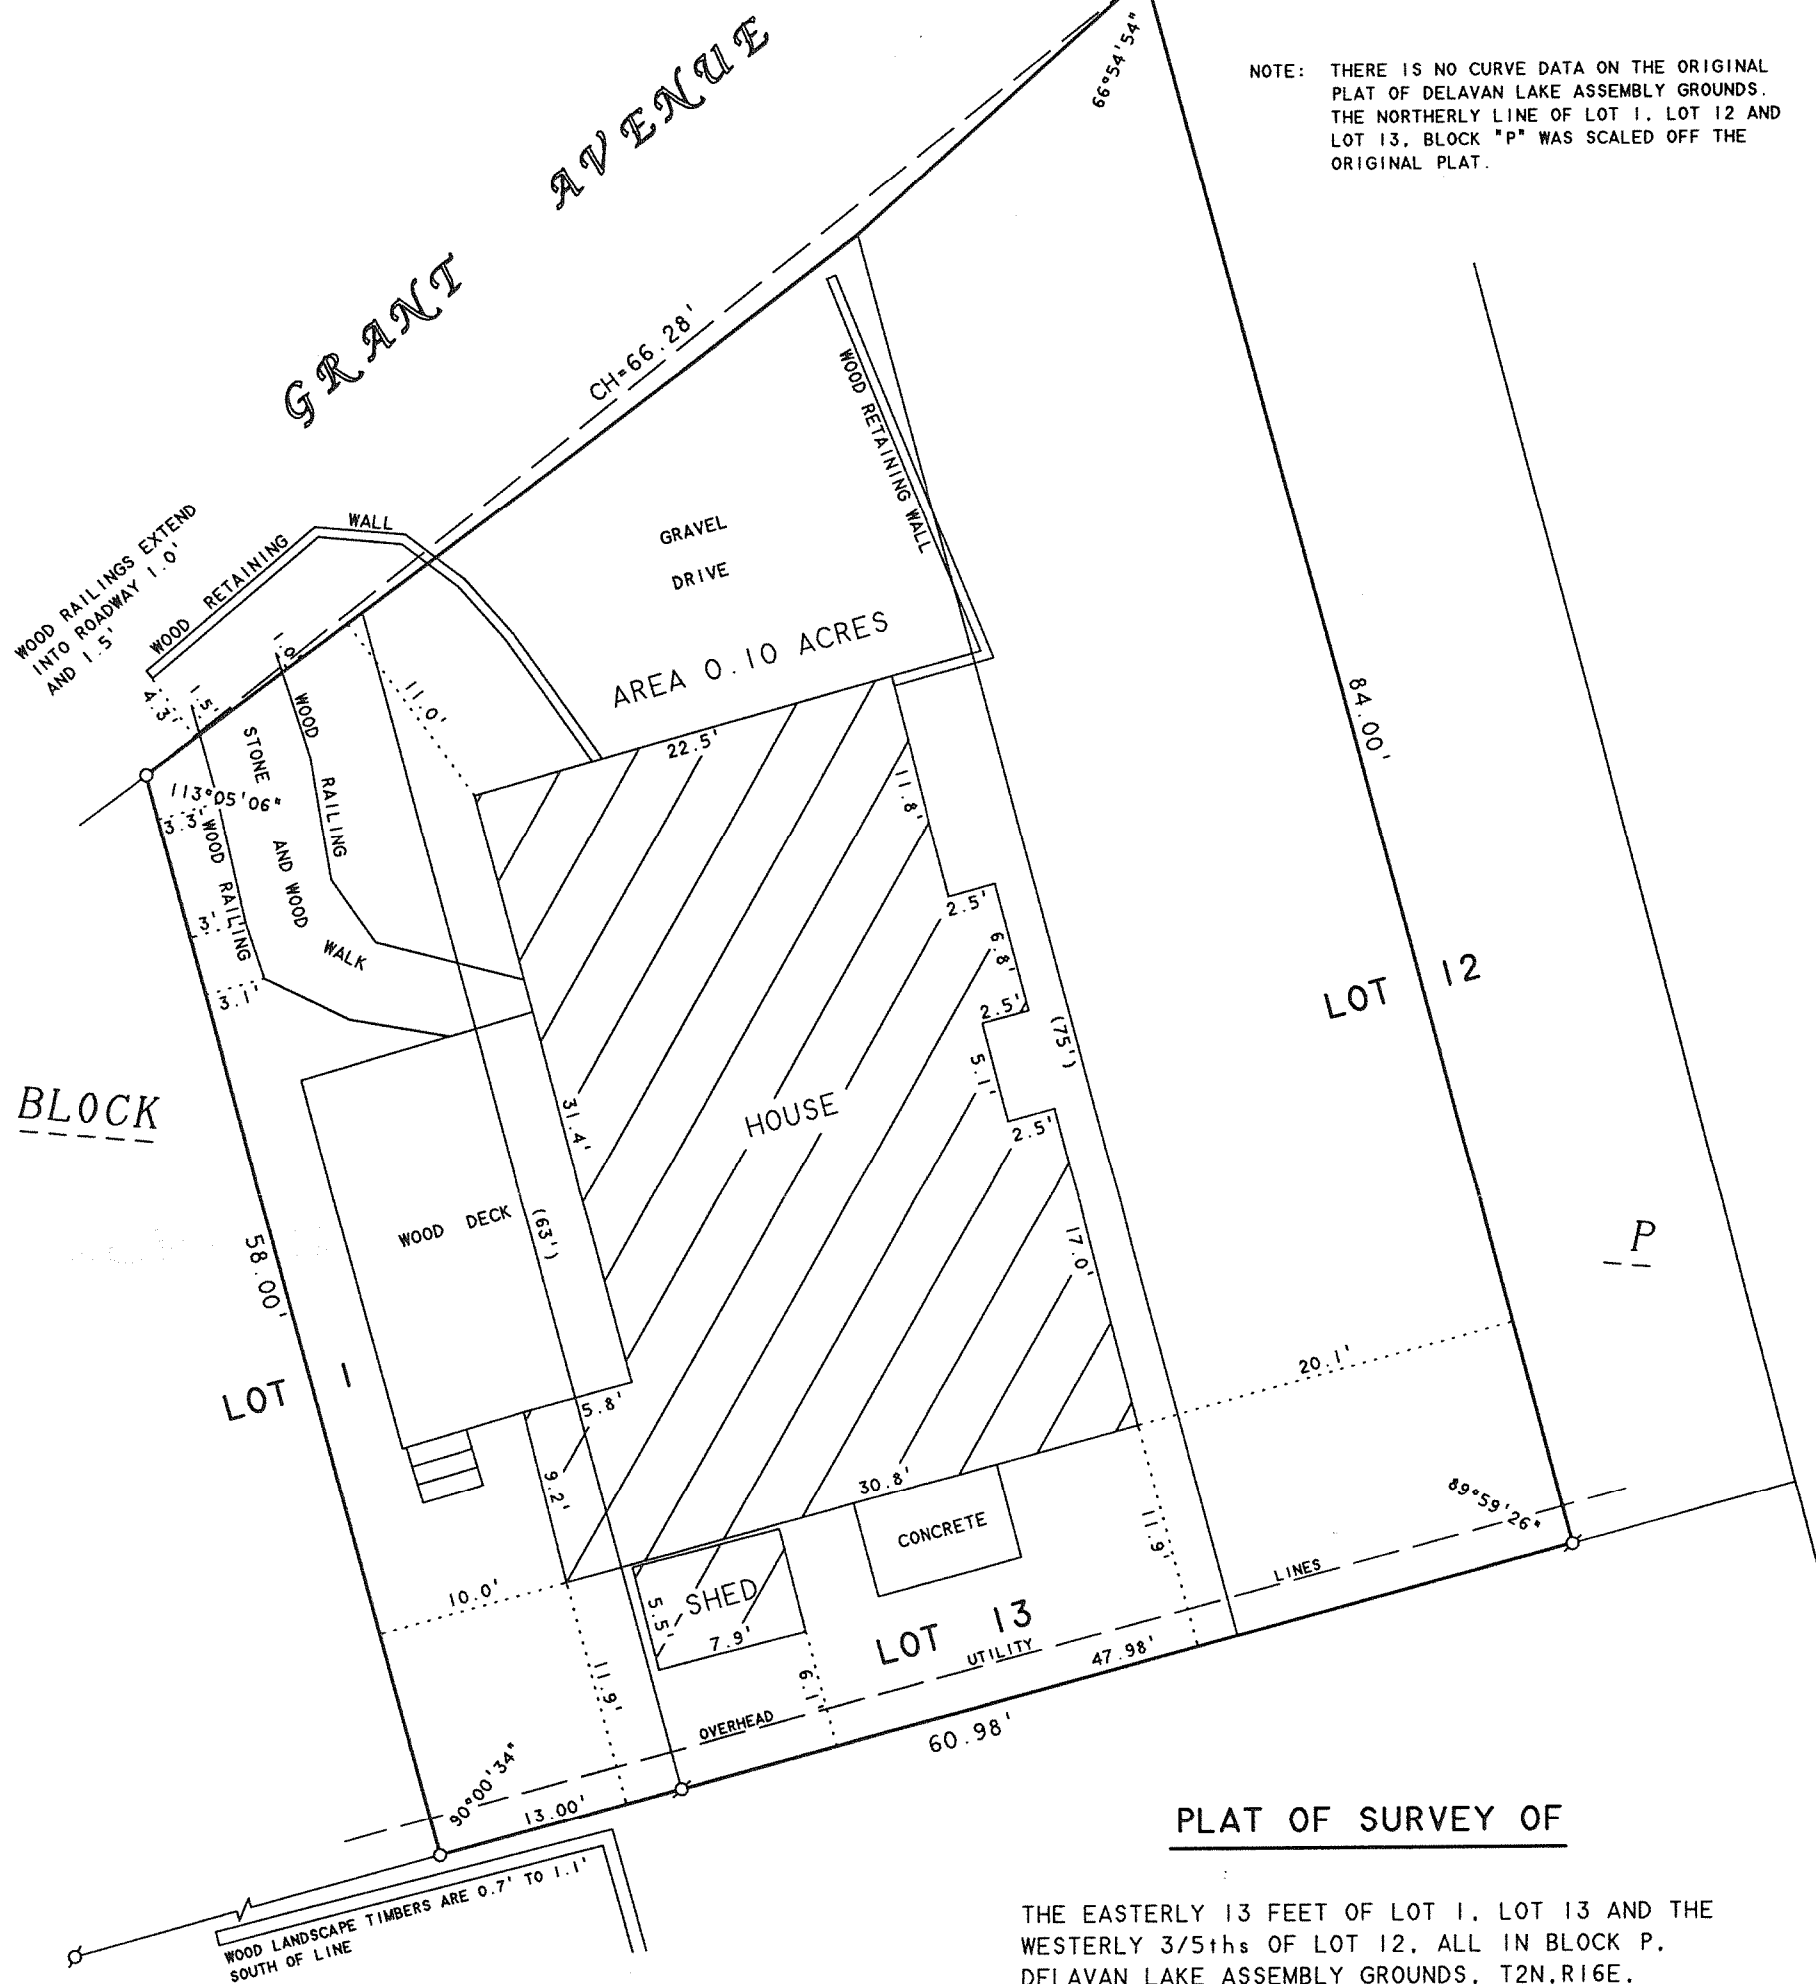 GRANT AVENUE
66°54'54"
NOTE: THERE IS NO CURVE DATA ON THE ORIGINAL
PLAT OF DELAVAN LAKE ASSEMBLY GROUNDS.
THE NORTHERLY LINE OF LOT 1, LOT 12 AND
LOT 13, BLOCK "P" WAS SCALED OFF THE
ORIGINAL PLAT.
CH=66.28'
WOOD RETAINING WALL
WOOD RAILINGS EXTEND
INTO ROADWAY 1.0'
AND 1.5'
WOOD RETAINING WALL
GRAVEL
DRIVE
AREA 0.10 ACRES
4.3'
1.5'
1.0'
11.0'
22.5'
STONE AND WOOD WALK
WOOD RAILING
WOOD RAILING
113°05'06"
3.3'
3.1'
11.8'
2.5'
6.8'
2.5'
5.1'
2.5'
17.0'
(75')
84.00'
LOT 12
BLOCK
P
HOUSE
31.4'
WOOD DECK
(63')
58.00'
LOT 1
5.8'
9.2'
30.8'
20.1'
89°59'26"
CONCRETE
11.9'
10.0'
SHED
5.5'
7.9'
6.1'
11.9'
LOT 13
OVERHEAD UTILITY LINES
47.98'
60.98'
90°00'34"
13.00'
WOOD LANDSCAPE TIMBERS ARE 0.7' TO 1.1'
SOUTH OF LINE
PLAT OF SURVEY OF
THE EASTERLY 13 FEET OF LOT 1, LOT 13 AND THE
WESTERLY 3/5ths OF LOT 12, ALL IN BLOCK P,
DELAVAN LAKE ASSEMBLY GROUNDS, T2N,R16E,